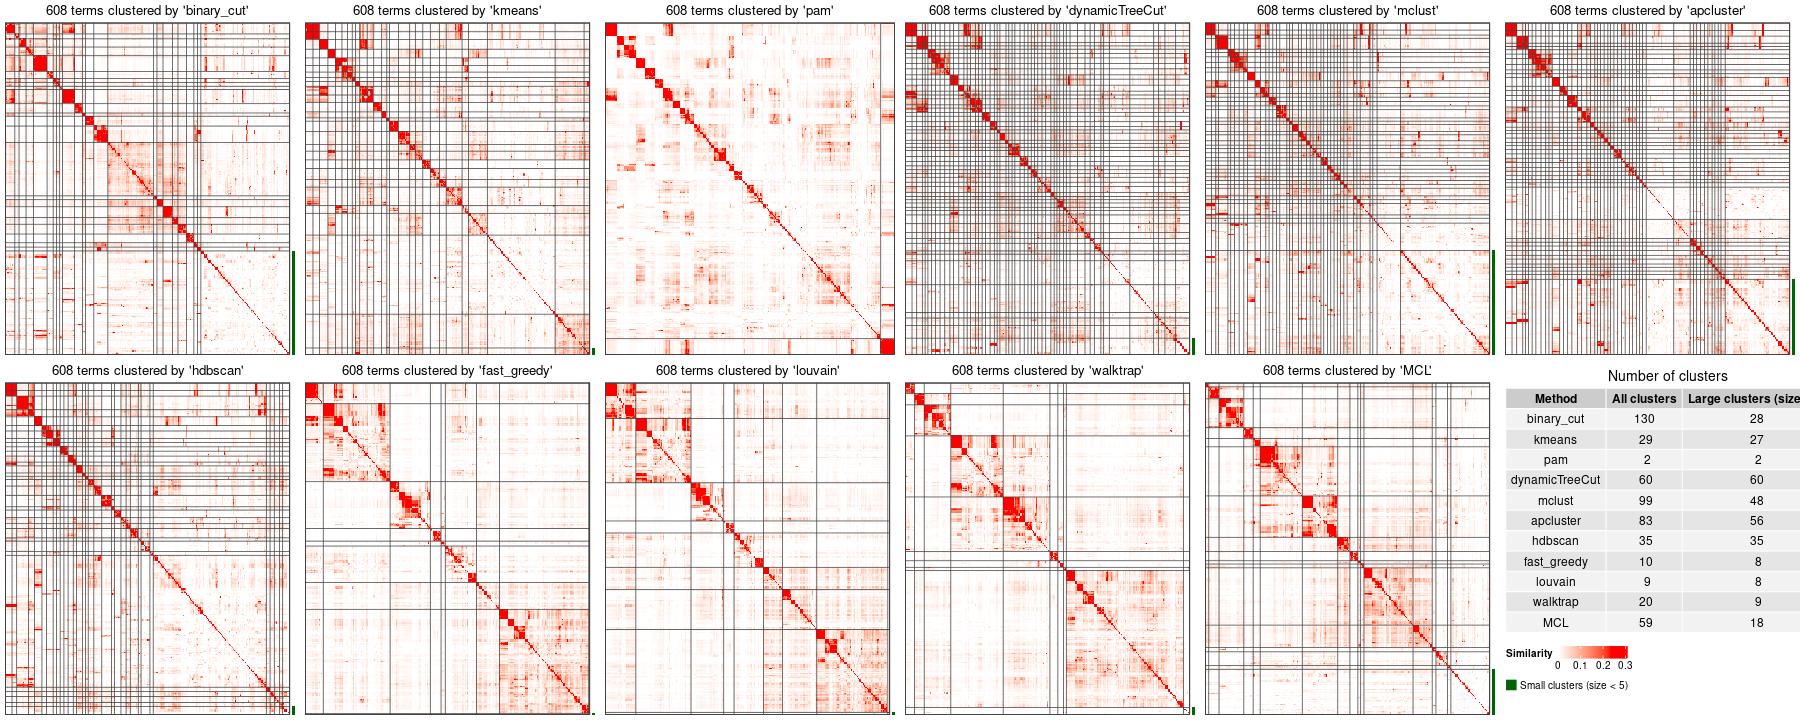 608 terms clustered by 'binary_cut'
608 terms clustered by 'kmeans'
608 terms clustered by 'pam'
608 terms clustered by 'dynamicTreeCut'
608 terms clustered by 'mclust'
608 terms clustered by 'apcluster'
608 terms clustered by 'hdbscan'
608 terms clustered by 'fast_greedy'
608 terms clustered by 'louvain'
608 terms clustered by 'walktrap'
608 terms clustered by 'MCL'
Number of clusters
Method All clusters Large clusters (size
binary_cut 130 28
kmeans 29 27
pam 2 2
dynamicTreeCut 60 60
mclust 99 48
apcluster 83 56
hdbscan 35 35
fast_greedy 10 8
louvain 9 8
walktrap 20 9
MCL 59 18
Similarity
0 0.1 0.2 0.3
Small clusters (size < 5)